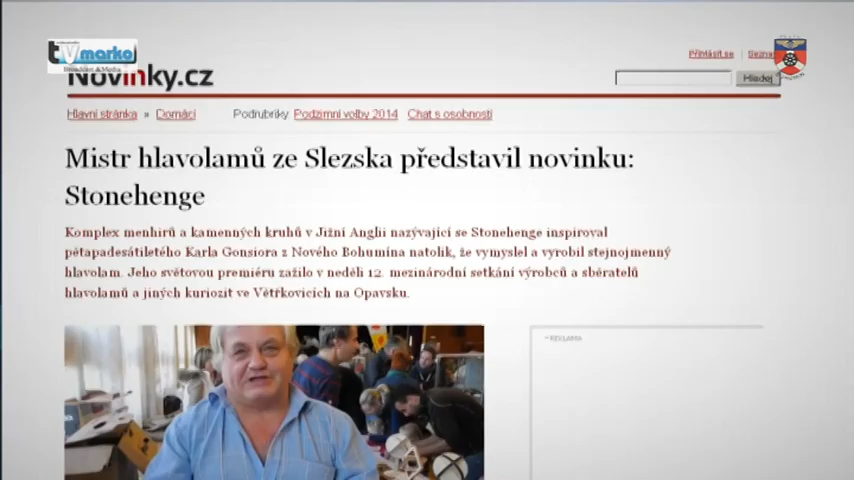 tvmarko
Broadcast & Media
Novinky.cz
Přihlásit se
Hledej
Hlavní stránka » Domácí Podrubriky: Podzimní volby 2014 Chat s osobností
Mistr hlavolamů ze Slezska představil novinku:
Stonehenge
Komplex menhirů a kamenných kruhů v Jižní Anglii nazývající se Stonehenge inspiroval
pětapadesátiletého Karla Gonsiora z Nového Bohumína natolik, že vymyslel a vyrobil stejnojmenný
hlavolam. Jeho světovou premiéru zažilo v neděli 12. mezinárodní setkání výrobců a sběratelů
hlavolamů a jiných kuriozit ve Větřkovicích na Opavsku.
REKLAMA